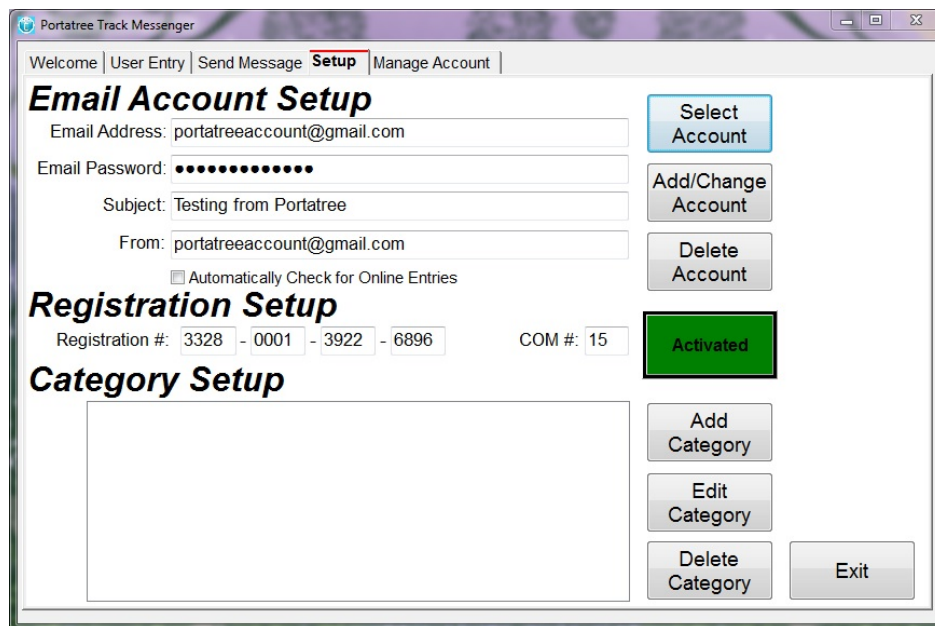 Portatree Track Messenger
Welcome User Entry Send Message Setup Manage Account
Email Account Setup
Email Address: portatreeaccount@gmail.com
Select
Account
Email Password: ●●●●●●●●●●●●●
Add/Change
Account
Subject: Testing from Portatree
From: portatreeaccount@gmail.com
Delete
Account
Automatically Check for Online Entries
Registration Setup
Registration #: 3328 - 0001 - 3922 - 6896 COM #: 15
Activated
Category Setup
Add
Category
Edit
Category
Delete
Category
Exit